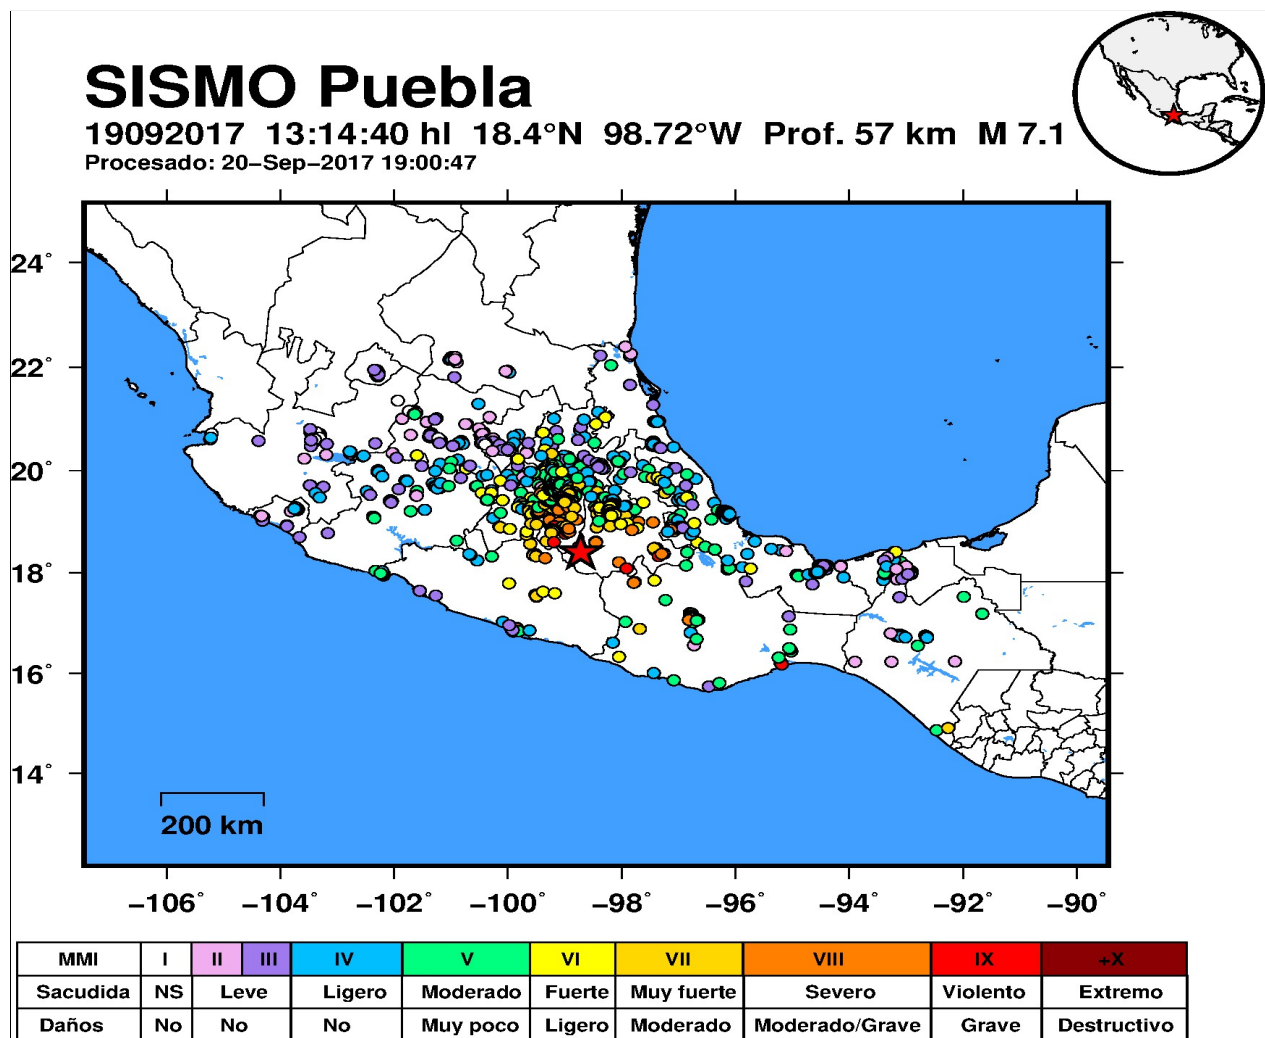 SISMO Puebla
19092017 13:14:40 hl 18.4°N 98.72°W Prof. 57 km M 7.1
Procesado: 20−Sep−2017 19:00:47
24°
22°
20°
18°
16°
14°
200 km
−106° −104° −102° −100° −98° −96° −94° −92° −90°
MMI I II III IV V VI VII VIII IX +X
Sacudida NS Leve Ligero Moderado Fuerte Muy fuerte Severo Violento Extremo
Daños No No No Muy poco Ligero Moderado Moderado/Grave Grave Destructivo